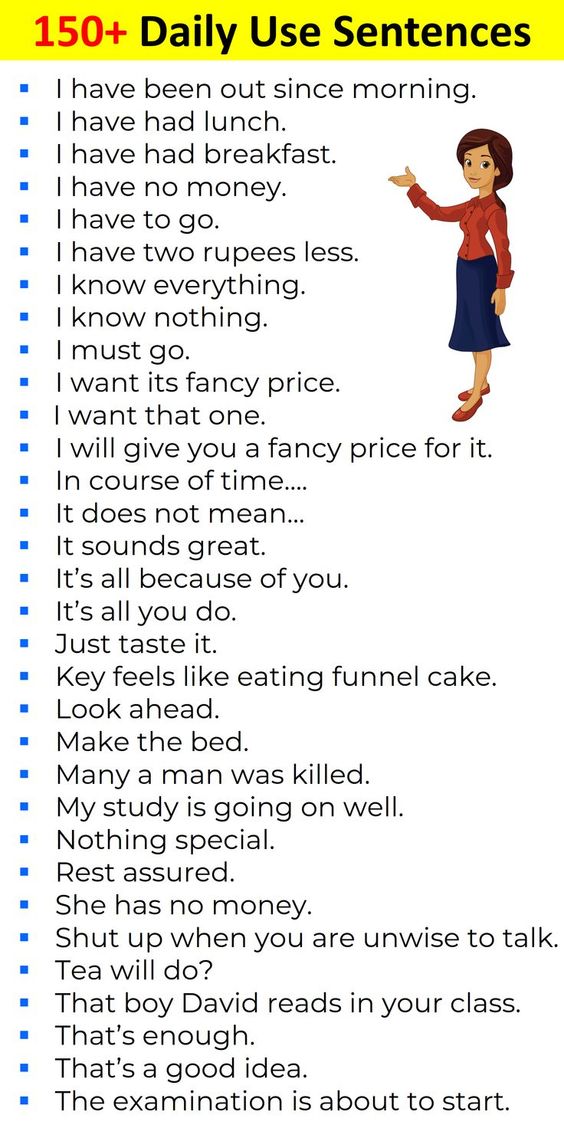 150+ Daily Use Sentences
▪ I have been out since morning.
▪ I have had lunch.
▪ I have had breakfast.
▪ I have no money.
▪ I have to go.
▪ I have two rupees less.
▪ I know everything.
▪ I know nothing.
▪ I must go.
▪ I want its fancy price.
▪ I want that one.
▪ I will give you a fancy price for it.
▪ In course of time....
▪ It does not mean...
▪ It sounds great.
▪ It’s all because of you.
▪ It’s all you do.
▪ Just taste it.
▪ Key feels like eating funnel cake.
▪ Look ahead.
▪ Make the bed.
▪ Many a man was killed.
▪ My study is going on well.
▪ Nothing special.
▪ Rest assured.
▪ She has no money.
▪ Shut up when you are unwise to talk.
▪ Tea will do?
▪ That boy David reads in your class.
▪ That’s enough.
▪ That’s a good idea.
▪ The examination is about to start.